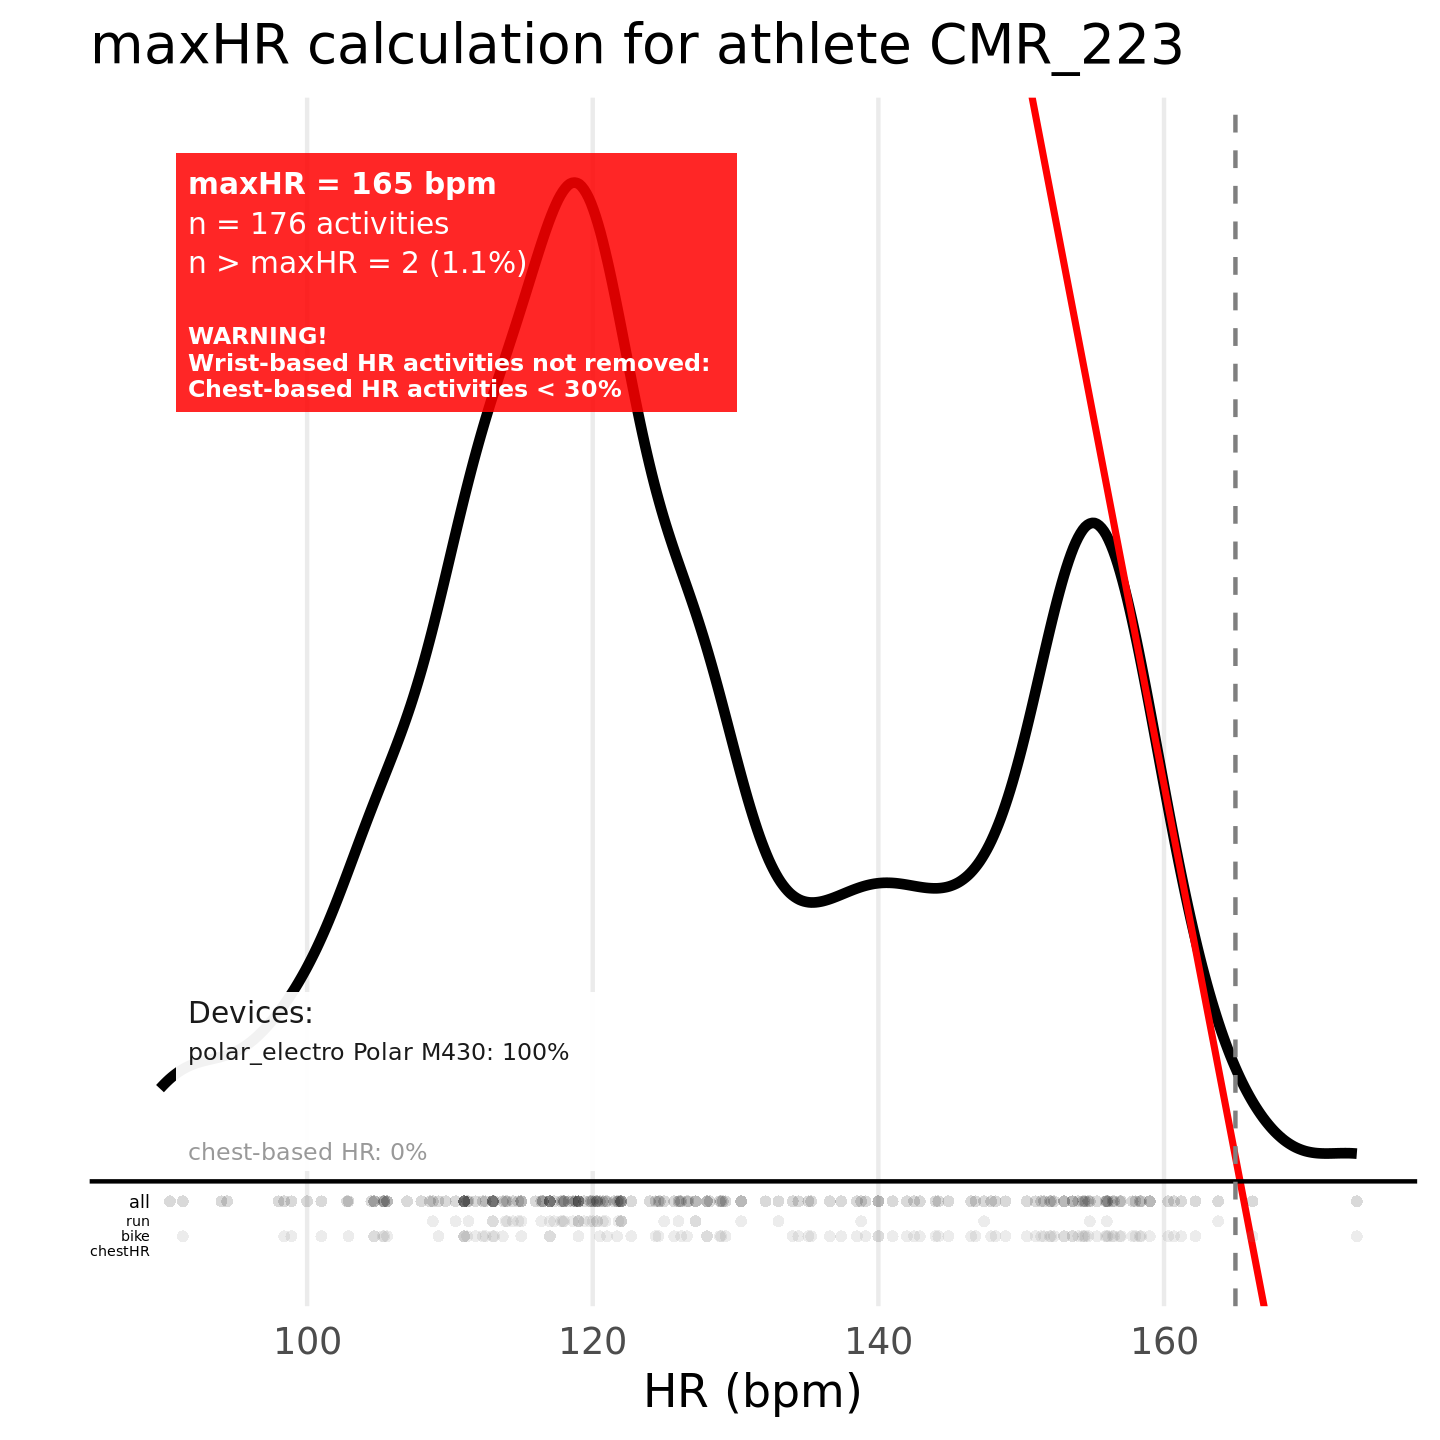 maxHR calculation for athlete CMR_223
maxHR = 165 bpm
n = 176 activities
n > maxHR = 2 (1.1%)
WARNING!
Wrist-based HR activities not removed:
Chest-based HR activities < 30%
Devices:
polar_electro Polar M430: 100%
chest-based HR: 0%
all
run
bike
chestHR
100 120 140 160
HR (bpm)